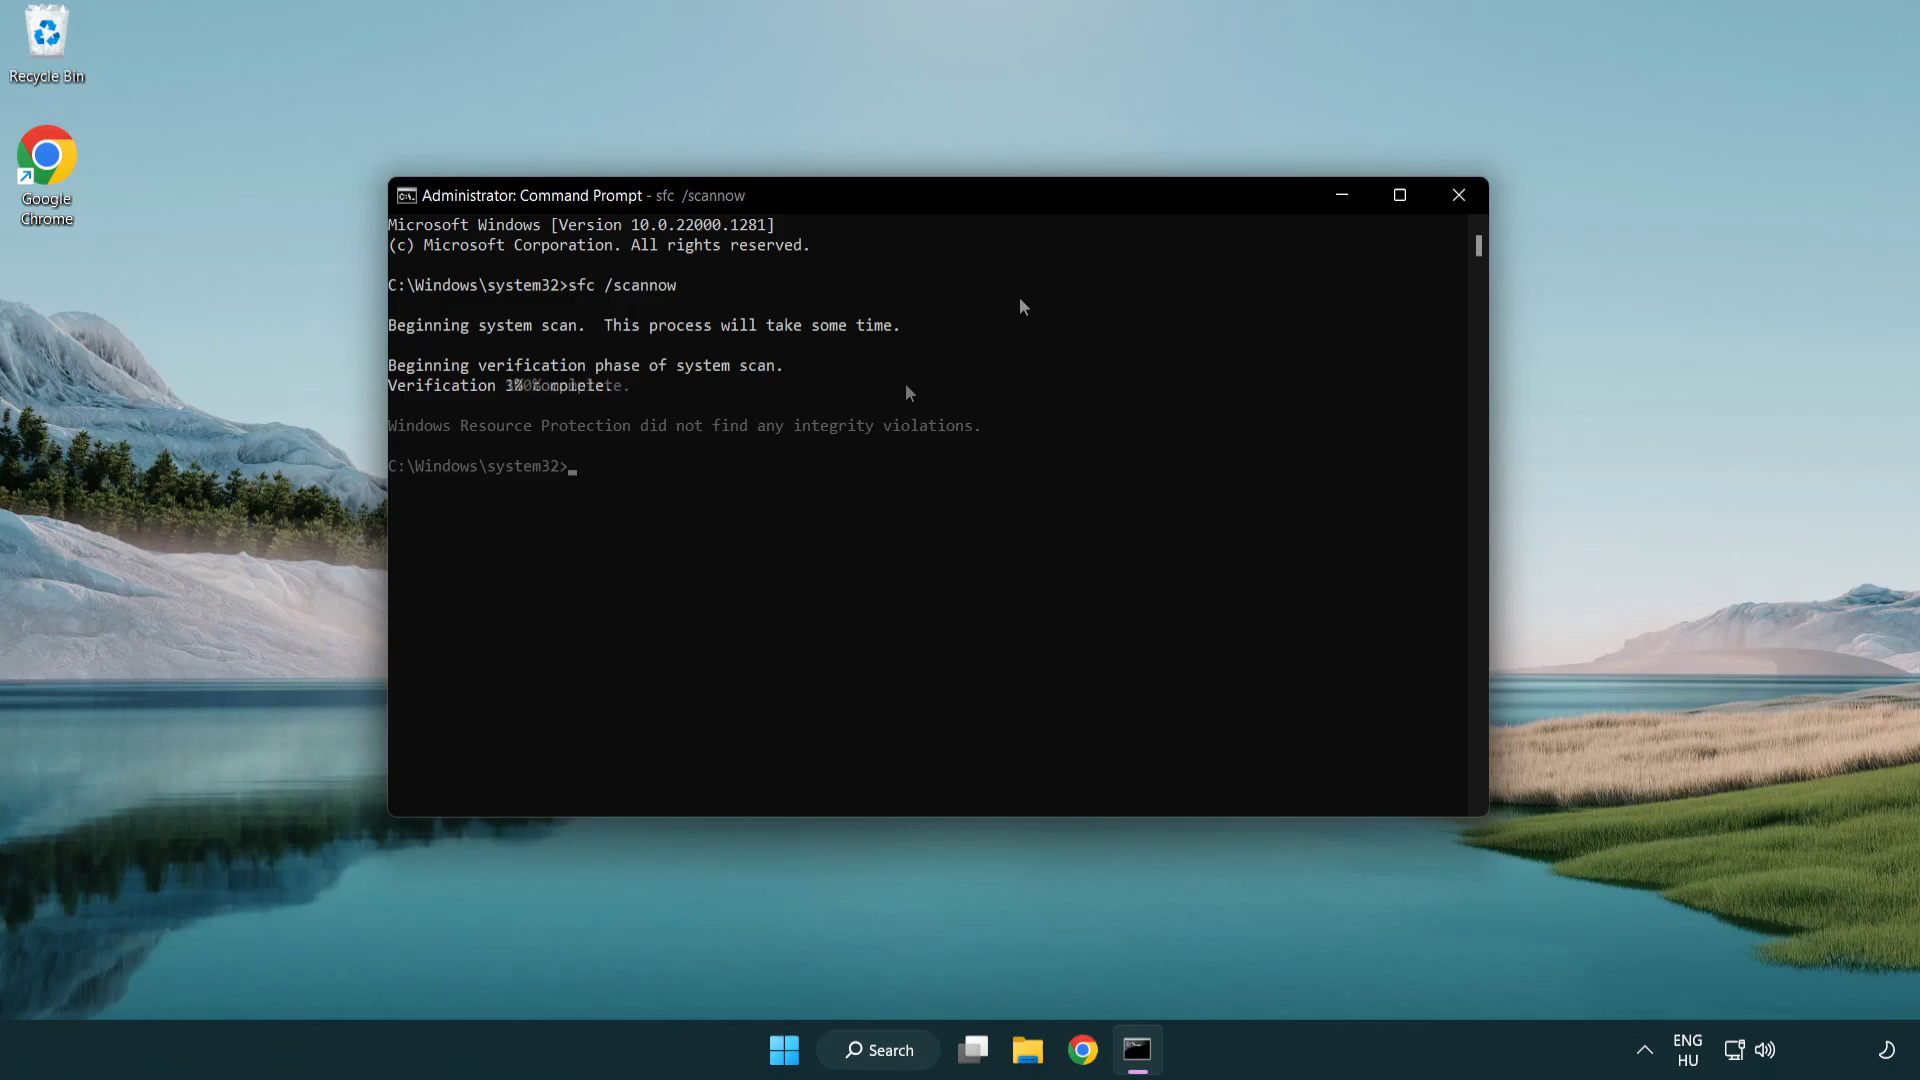 Recycle Bin
Google
Chrome
Administrator: Command Prompt - sfc /scannow
Microsoft Windows [Version 10.0.22000.1281]
(c) Microsoft Corporation. All rights reserved.
C:\Windows\system32>sfc /scannow
Beginning system scan.  This process will take some time.
Beginning verification phase of system scan.
Verification
Windows Resource Protection did not find any integrity violations.
C:\Windows\system32>
Search
ENG
HU